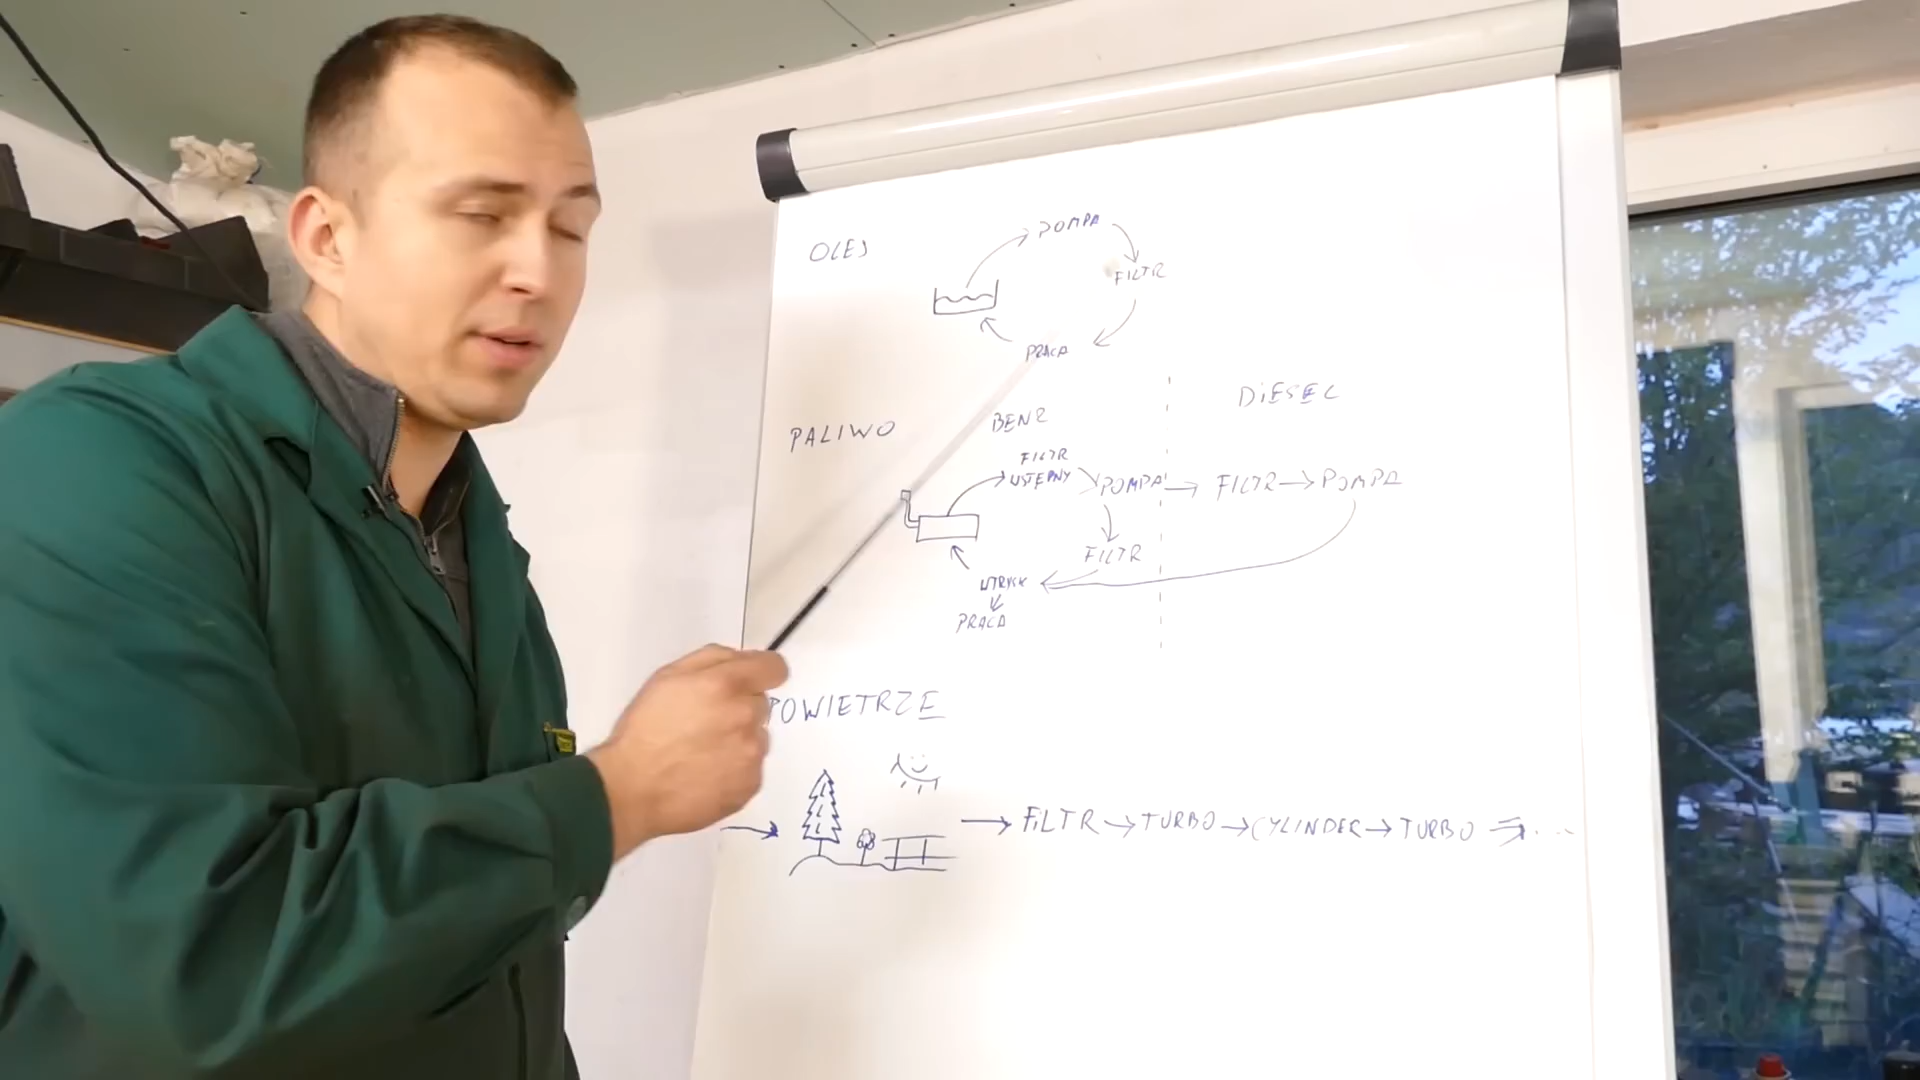 OLEJ
POMPA
FILTR
PRACA
PALIWO
BENZ
DiESEL
FILTR
WSTĘPNY
POMPA
FILTR
POMPA
FILTR
WTRYSK
PRACA
POWIETRZE
FiLTR TURBO CYLINDER TURBO ...